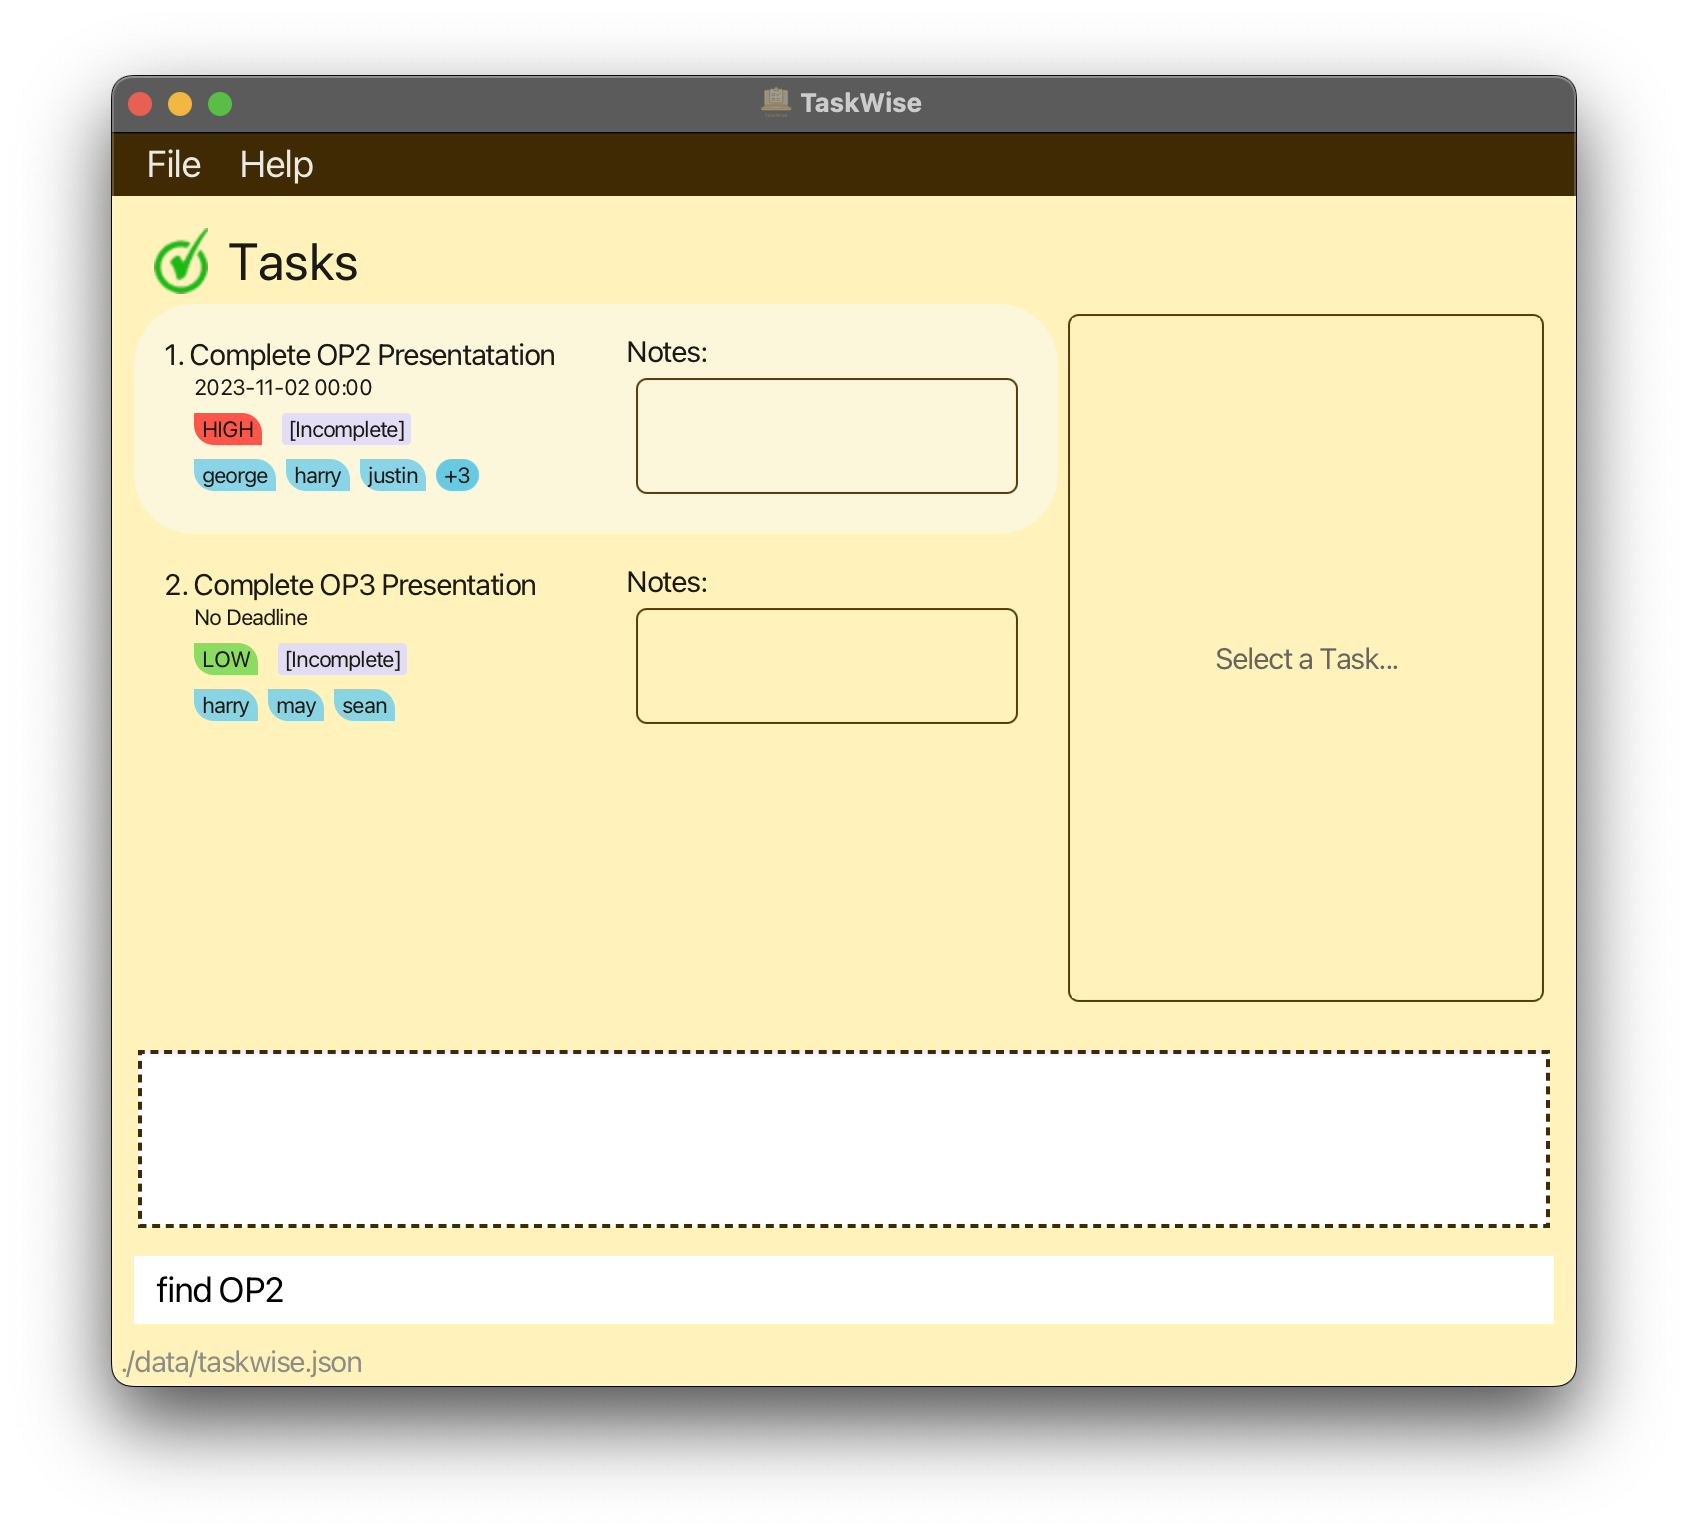 TaskWise
File Help
Tasks
1. Complete OP2 Presentatation
2023-11-02 00:00
HIGH [Incomplete]
george harry justin +3
Notes:
2. Complete OP3 Presentation
No Deadline
LOW [Incomplete]
harry may sean
Notes:
Select a Task...
find OP2
./data/taskwise.json